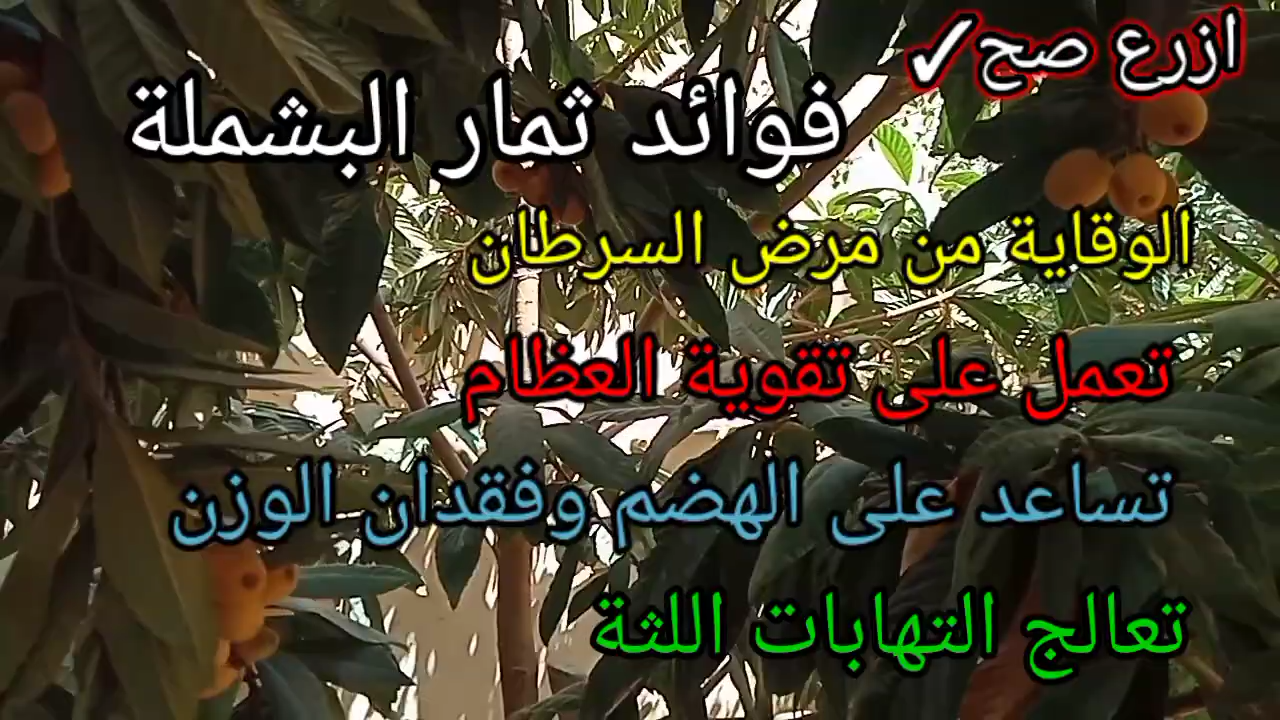 ازرع صح✔
فوائد ثمار البشملة
الوقاية من مرض السرطان
تعمل على تقوية العظام
تساعد على الهضم وفقدان الوزن
تعالج التهابات اللثة